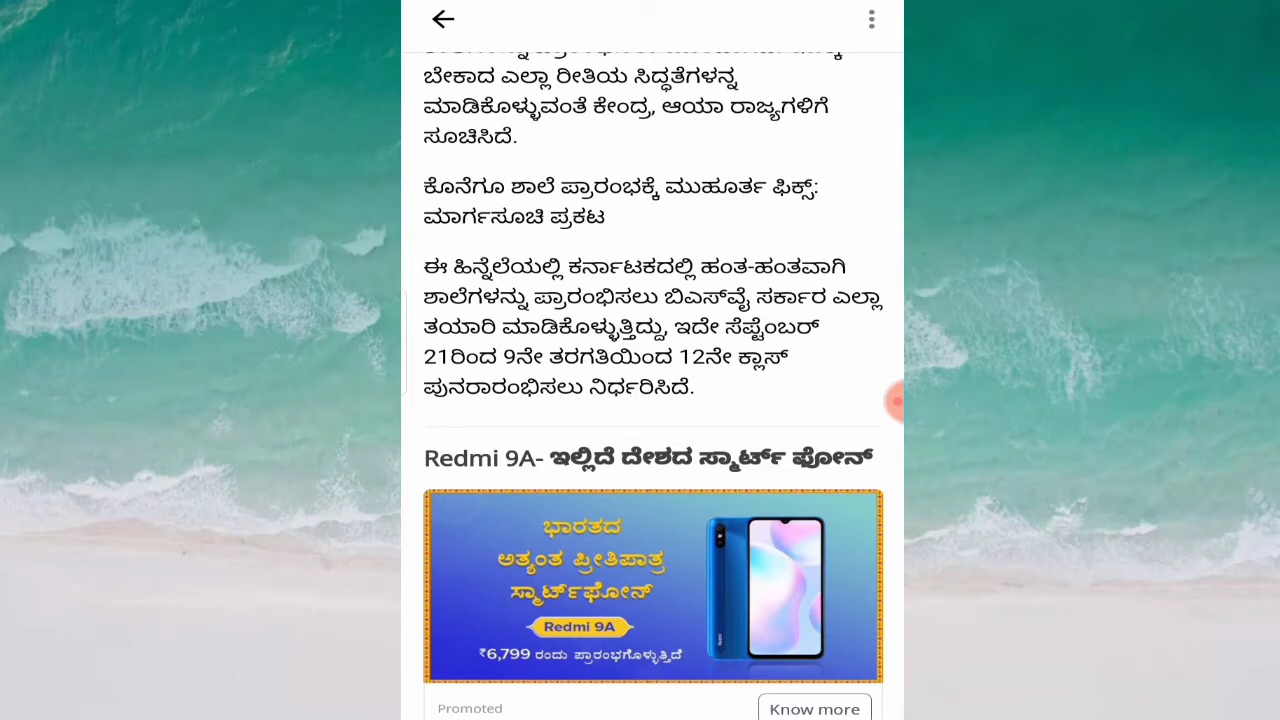 ಬೇಕಾದ ಎಲ್ಲಾ ರೀತಿಯ ಸಿದ್ಧತೆಗಳನ್ನ
ಮಾಡಿಕೊಳ್ಳುವಂತೆ ಕೇಂದ್ರ, ಆಯಾ ರಾಜ್ಯಗಳಿಗೆ
ಸೂಚಿಸಿದೆ.
ಕೊನೆಗೂ ಶಾಲೆ ಪ್ರಾರಂಭಕ್ಕೆ ಮುಹೂರ್ತ ಫಿಕ್ಸ್:
ಮಾರ್ಗಸೂಚಿ ಪ್ರಕಟ
ಈ ಹಿನ್ನೆಲೆಯಲ್ಲಿ ಕರ್ನಾಟಕದಲ್ಲಿ ಹಂತ-ಹಂತವಾಗಿ
ಶಾಲೆಗಳನ್ನು ಪ್ರಾರಂಭಿಸಲು ಬಿಎಸ್‌ವೈ ಸರ್ಕಾರ ಎಲ್ಲಾ
ತಯಾರಿ ಮಾಡಿಕೊಳ್ಳುತ್ತಿದ್ದು, ಇದೇ ಸೆಪ್ಟೆಂಬರ್
21ರಿಂದ 9ನೇ ತರಗತಿಯಿಂದ 12ನೇ ಕ್ಲಾಸ್
ಪುನರಾರಂಭಿಸಲು ನಿರ್ಧರಿಸಿದೆ.
Redmi 9A- ಇಲ್ಲಿದೆ ದೇಶದ ಸ್ಮಾರ್ಟ್ ಫೋನ್
ಭಾರತದ
ಅತ್ಯಂತ ಪ್ರೀತಿಪಾತ್ರ
ಸ್ಮಾರ್ಟ್‌ಫೋನ್
Redmi 9A
₹6,799 ರಂದು ಪ್ರಾರಂಭಗೊಳ್ಳುತ್ತಿದೆ
Promoted
Know more